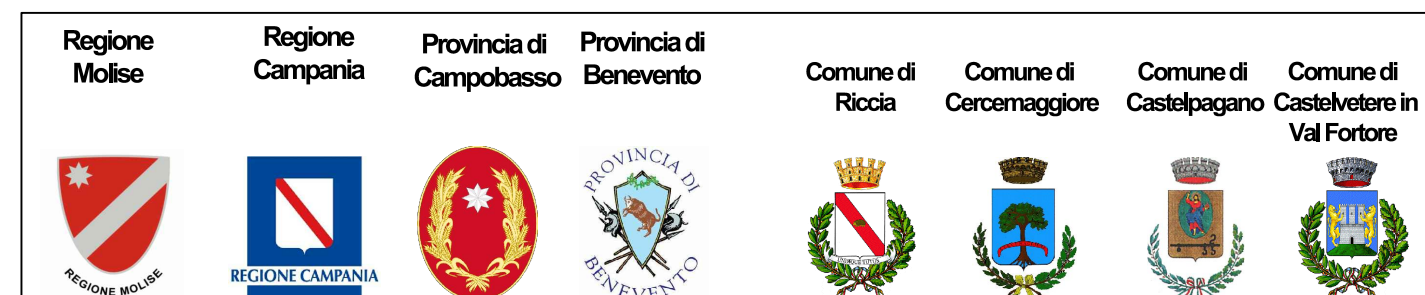 Regione
Molise
Regione
Campania
Provincia di
Campobasso
Provincia di
Benevento
Comune di
Riccia
Comune di
Cercemaggiore
Comune di
Castelpagano
Comune di
Castelvetere in
Val Fortore
REGIONE MOLISE
REGIONE CAMPANIA
PROVINCIA DI
BENEVENTO